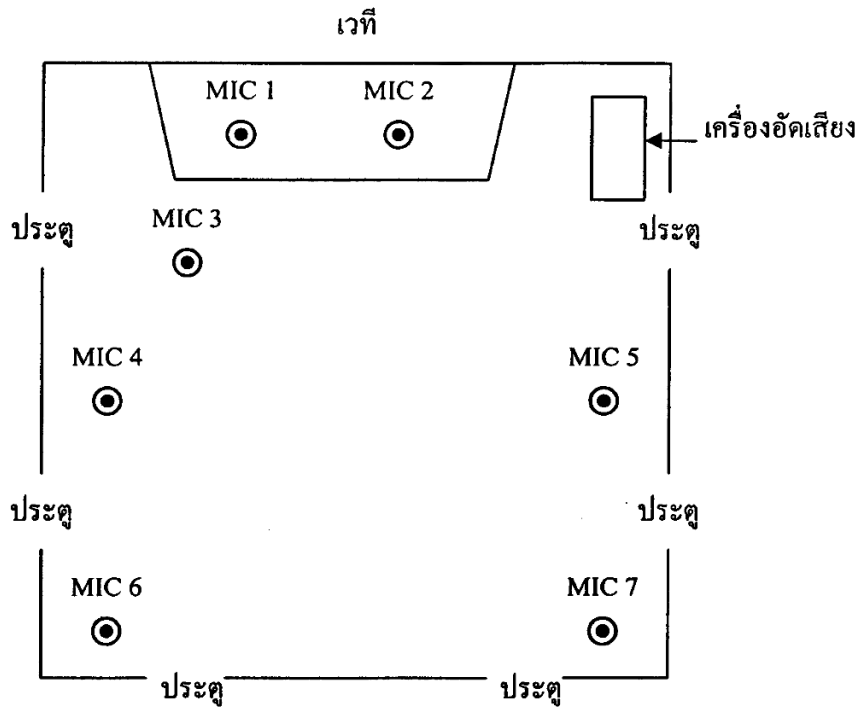 เวที
MIC 1
MIC 2
เครื่องอัดเสียง
ประตู
MIC 3
ประตู
MIC 4
MIC 5
ประตู
ประตู
MIC 6
MIC 7
ประตู
ประตู